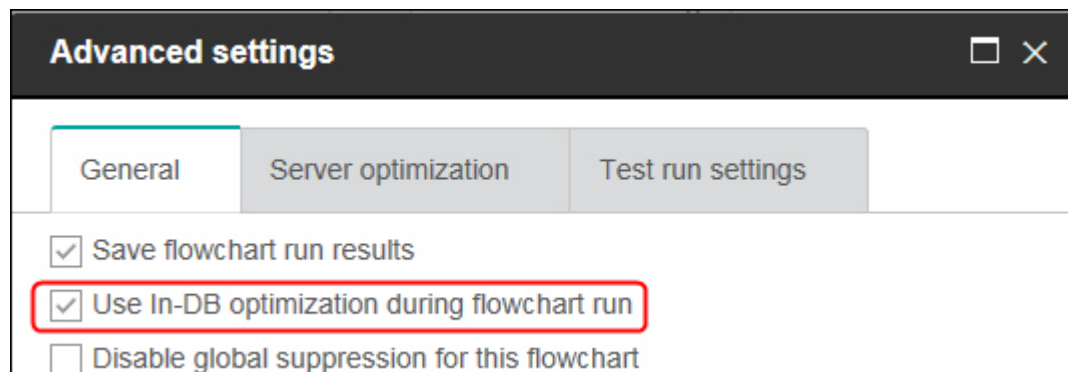 Advanced settings
General
Server optimization
Test run settings
Save flowchart run results
Use In-DB optimization during flowchart run
Disable global suppression for this flowchart